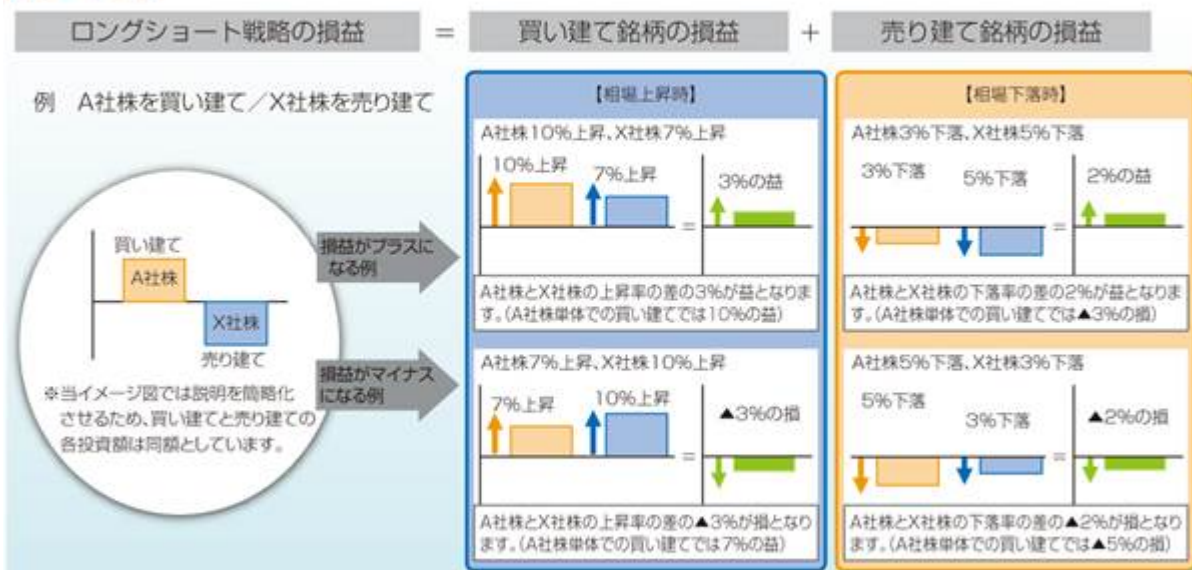 ロングショート戦略の損益 = 買い建て銘柄の損益 + 売り建て銘柄の損益
例 A社株を買い建て／X社株を売り建て
買い建て
A社株
X社株
売り建て
※当イメージ図では説明を簡略化
させるため、買い建てと売り建ての
各投資額は同額としています。
損益がプラスに
なる例
損益がマイナス
になる例
【相場上昇時】
A社株10%上昇、X社株7%上昇
10%上昇
7%上昇
=
3%の益
A社株とX社株の上昇率の差の3%が益となりま
す。(A社株単体での買い建てでは10%の益)
A社株7%上昇、X社株10%上昇
7%上昇
10%上昇
=
▲3%の損
A社株とX社株の上昇率の差の▲3%が損となり
ます。(A社株単体での買い建てでは7%の益)
【相場下落時】
A社株3%下落、X社株5%下落
3%下落
5%下落
=
2%の益
A社株とX社株の下落率の差の2%が益となりま
す。(A社株単体での買い建てでは▲3%の損)
A社株5%下落、X社株3%下落
5%下落
3%下落
=
▲2%の損
A社株とX社株の下落率の差の▲2%が損となり
ます。(A社株単体での買い建てでは▲5%の損)